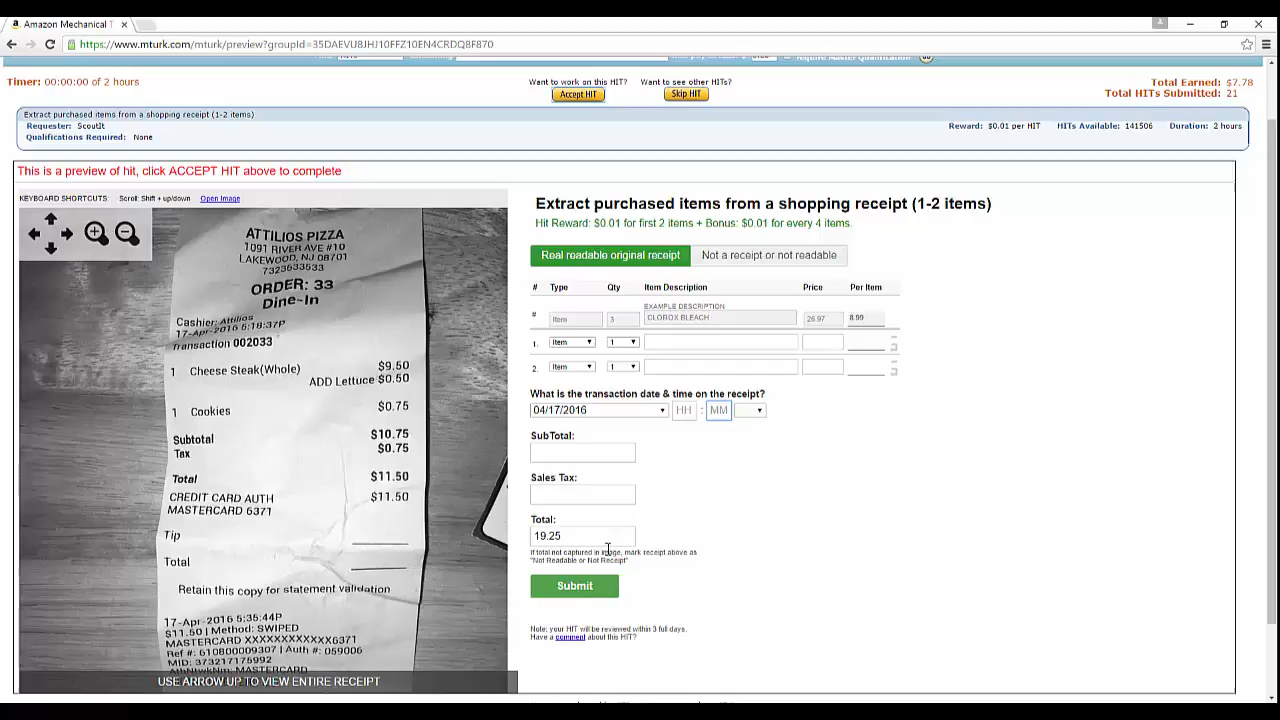 Amazon Mechanical T
https://www.mturk.com/mturk/preview?groupId=35DAEVU8JHJ10FFZ10EN4CRDQ8F870
Timer: 00:00:00 of 2 hours
Want to work on this HIT?
Want to see other HITs?
Accept HIT
Skip HIT
Total Earned: $7.78
Total HITs Submitted: 21
Extract purchased items from a shopping receipt (1-2 items)
Requester: ScoutIt
Reward: $0.01 per HIT
HITs Available: 141506
Duration: 2 hours
Qualifications Required: None
This is a preview of hit, click ACCEPT HIT above to complete
KEYBOARD SHORTCUTS: Scroll: Shift + up/down Open Image
ATTILIOS PIZZA
1091 RIVER AVE #10
LAKEWOOD, NJ 08701
7323633533
ORDER: 33
Dine-In
Cashier: Attilios
17-Apr-2016 5:18:37P
Transaction 002033
1 Cheese Steak(Whole) $9.50
ADD Lettuce $0.50
1 Cookies $0.75
Subtotal $10.75
Tax $0.75
Total $11.50
CREDIT CARD AUTH $11.50
MASTERCARD 6371
Tip
Total
Retain this copy for statement validation
17-Apr-2016 5:35:44P
$11.50 | Method: SWIPED
MASTERCARD XXXXXXXXXXXX6371
Ref #: 610800009307 | Auth #: 059006
MID: 373217175992
AthNtwkNm: MASTERCARD
USE ARROW UP TO VIEW ENTIRE RECEIPT
Extract purchased items from a shopping receipt (1-2 items)
Hit Reward: $0.01 for first 2 items + Bonus: $0.01 for every 4 items.
Real readable original receipt
Not a receipt or not readable
# Type Qty Item Description Price Per Item
EXAMPLE DESCRIPTION
# Item 3 CLOROX BLEACH 26.97 8.99
1. Item 1
2. Item 1
What is the transaction date & time on the receipt?
04/17/2016 HH : MM
SubTotal:
Sales Tax:
Total:
19.25
If total not captured in image, mark receipt above as
"Not Readable or Not Receipt"
Submit
Note: your HIT will be reviewed within 3 full days.
Have a comment about this HIT?